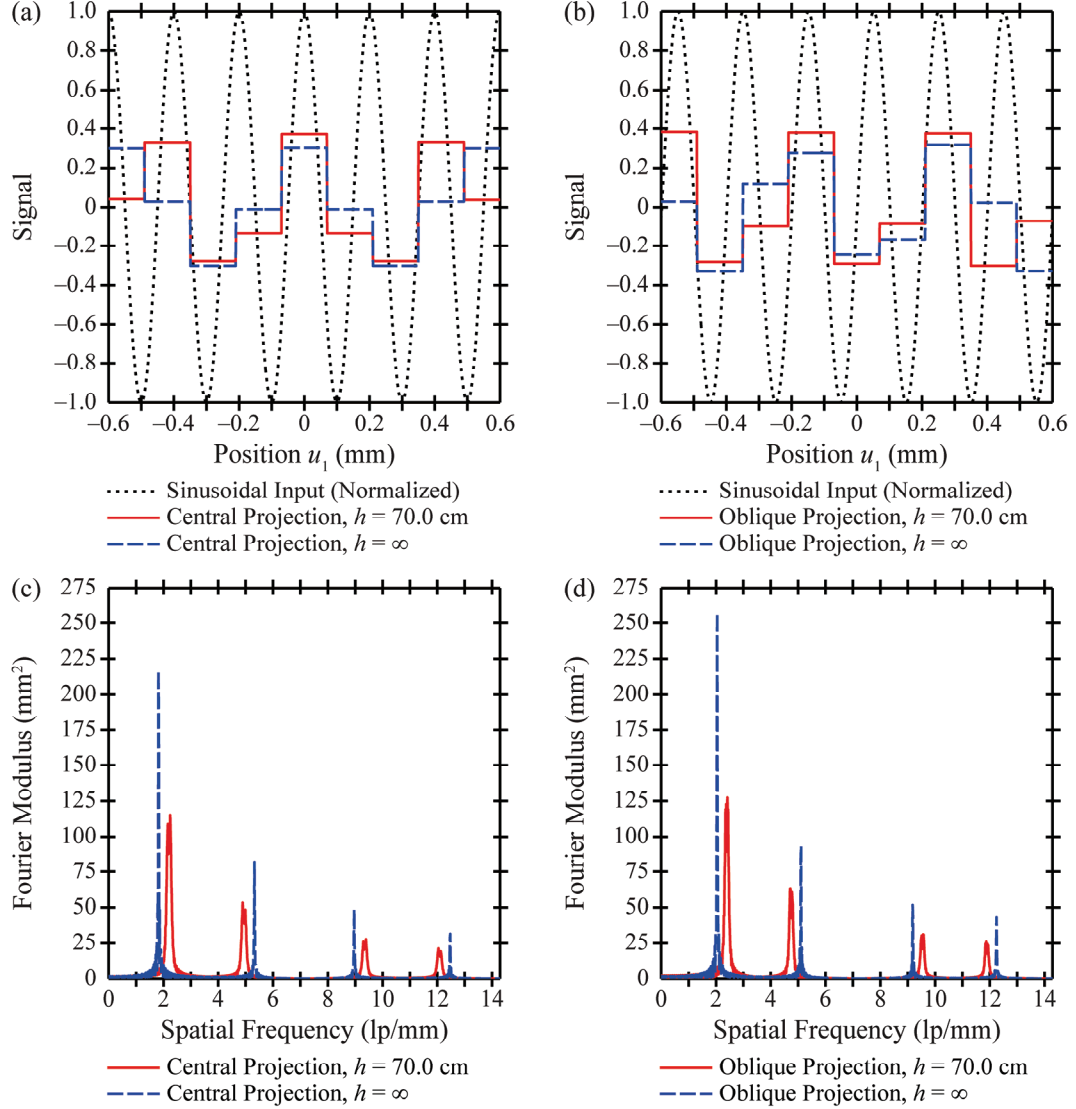 (a)
1.0
0.8
0.6
0.4
0.2
0
–0.2
–0.4
–0.6
–0.8
–1.0
Signal
–0.6 –0.4 –0.2 0 0.2 0.4 0.6
Position u1 (mm)
Sinusoidal Input (Normalized)
Central Projection, h = 70.0 cm
Central Projection, h = ∞
(b)
1.0
0.8
0.6
0.4
0.2
0
–0.2
–0.4
–0.6
–0.8
–1.0
Signal
–0.6 –0.4 –0.2 0 0.2 0.4 0.6
Position u1 (mm)
Sinusoidal Input (Normalized)
Oblique Projection, h = 70.0 cm
Oblique Projection, h = ∞
(c)
275
250
225
200
175
150
125
100
75
50
25
0
Fourier Modulus (mm²)
0 2 4 6 8 10 12 14
Spatial Frequency (lp/mm)
Central Projection, h = 70.0 cm
Central Projection, h = ∞
(d)
275
250
225
200
175
150
125
100
75
50
25
0
Fourier Modulus (mm²)
0 2 4 6 8 10 12 14
Spatial Frequency (lp/mm)
Oblique Projection, h = 70.0 cm
Oblique Projection, h = ∞